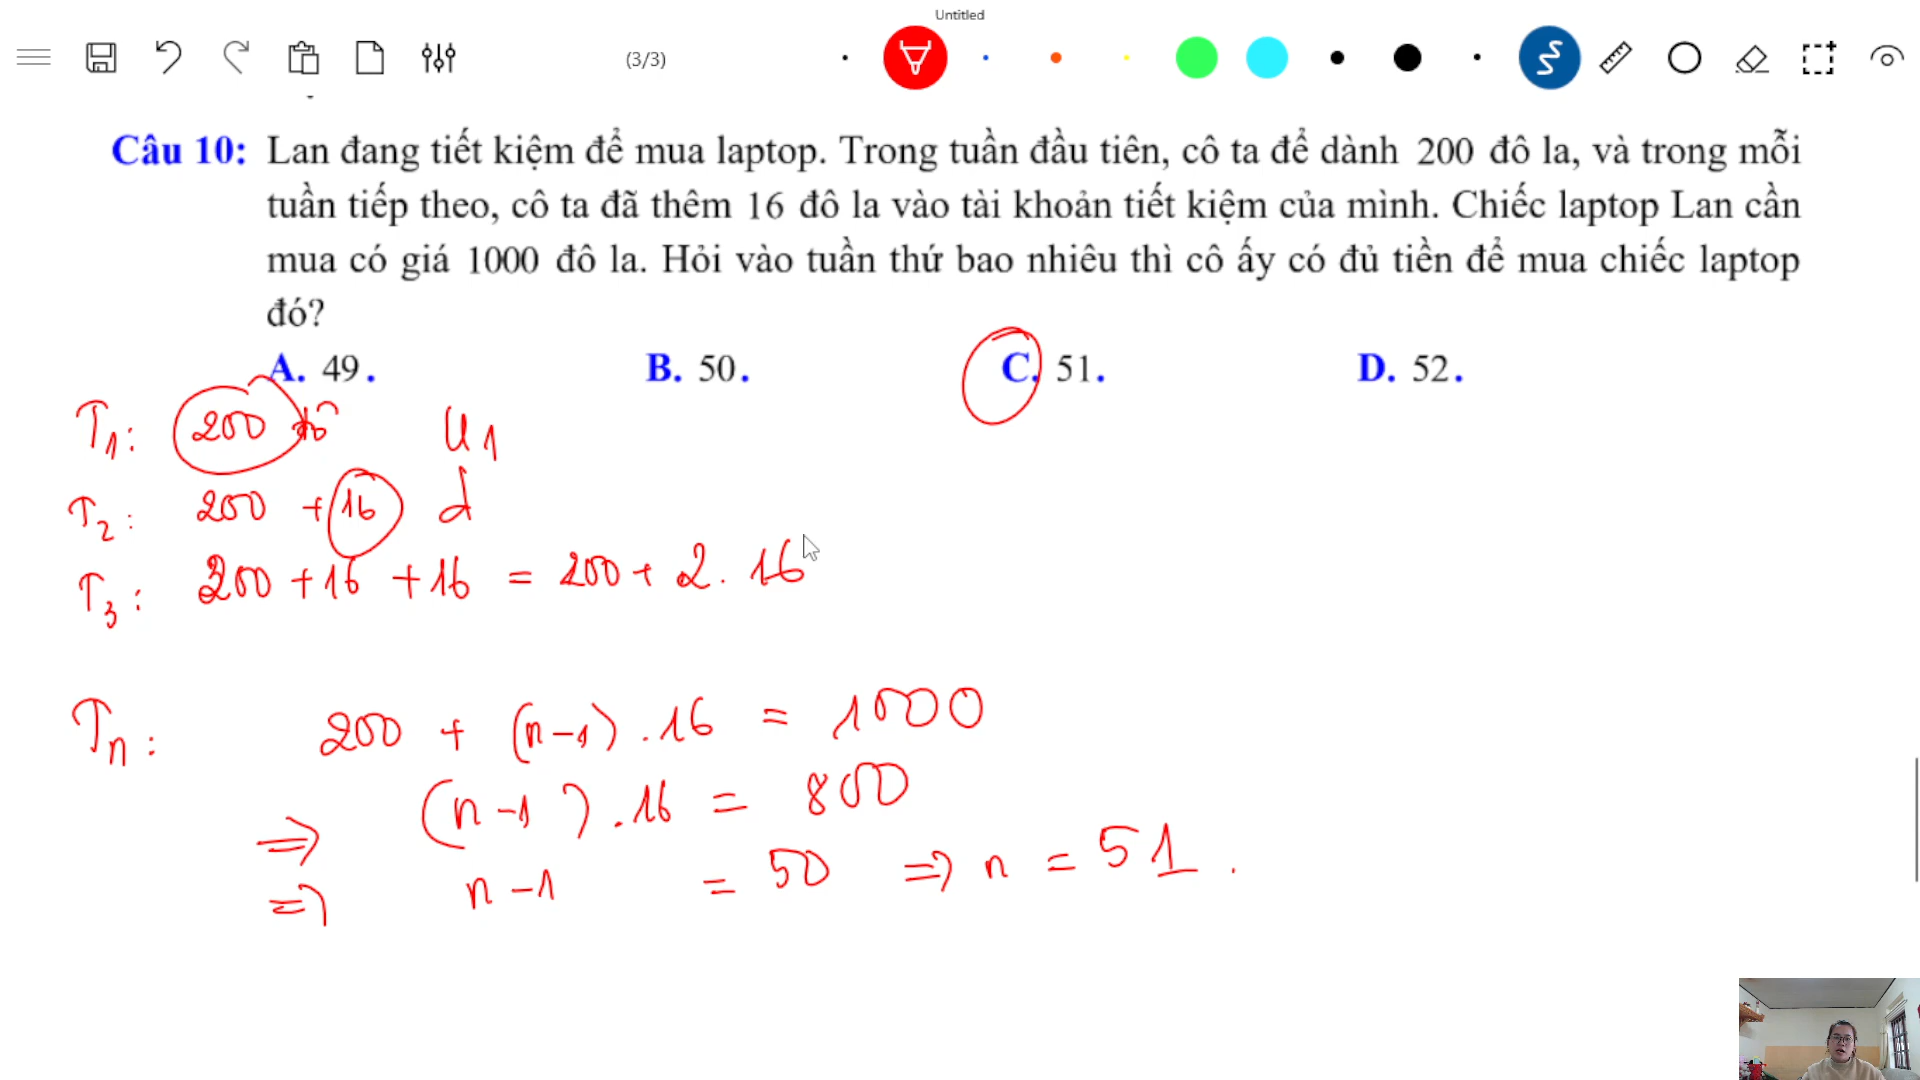 Untitled
(3/3)
Câu 10: Lan đang tiết kiệm để mua laptop. Trong tuần đầu tiên, cô ta để dành 200 đô la, và trong mỗi
tuần tiếp theo, cô ta đã thêm 16 đô la vào tài khoản tiết kiệm của mình. Chiếc laptop Lan cần
mua có giá 1000 đô la. Hỏi vào tuần thứ bao nhiêu thì cô ấy có đủ tiền để mua chiếc laptop
đó?
A. 49. B. 50. C. 51. D. 52.
T1: 200 u1
T2: 200 + 16 d
T3: 200 + 16 + 16 = 200 + 2. 16
Tn: 200 + (n-1) . 16 = 1000
=> (n-1) . 16 = 800
=> n-1 = 50 => n = 51.